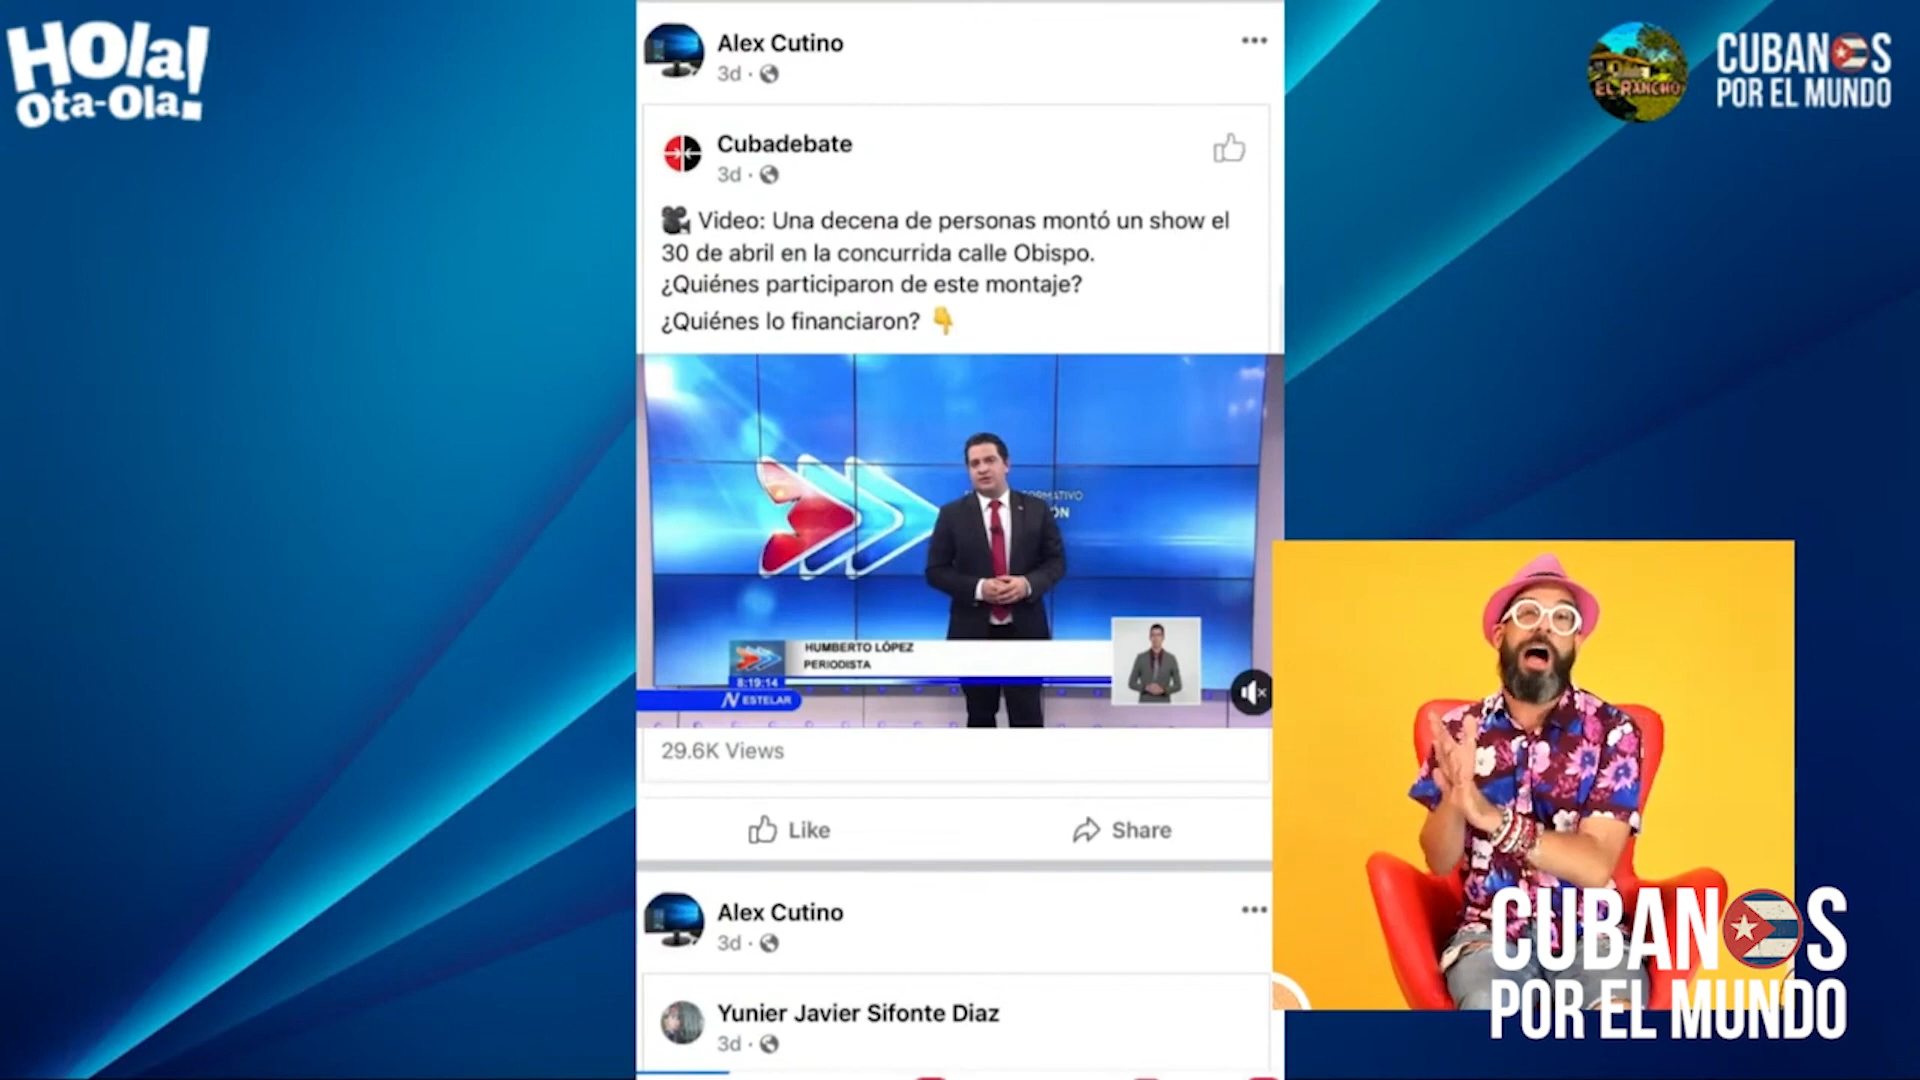 Hola!
Ota-Ola!
Alex Cutino
3d ·
Cubadebate
3d ·
Video: Una decena de personas montó un show el
30 de abril en la concurrida calle Obispo.
¿Quiénes participaron de este montaje?
¿Quiénes lo financiaron?
HUMBERTO LÓPEZ
PERIODISTA
8:19:14
N ESTELAR
29.6K Views
Like
Share
Alex Cutino
3d ·
Yunier Javier Sifonte Diaz
3d ·
EL RANCHO
CUBANOS
POR EL MUNDO
CUBANOS
POR EL MUNDO